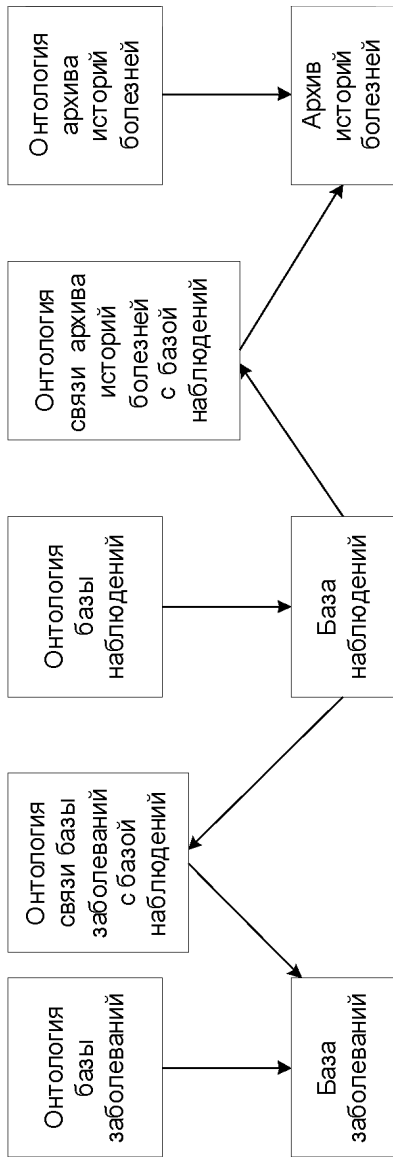 Онтология
базы
заболеваний
Онтология
связи базы
заболеваний
с базой
наблюдений
Онтология
базы
наблюдений
Онтология
связи архива
историй
болезней
с базой
наблюдений
Онтология
архива
историй
болезней
База
заболеваний
База
наблюдений
Архив
историй
болезней